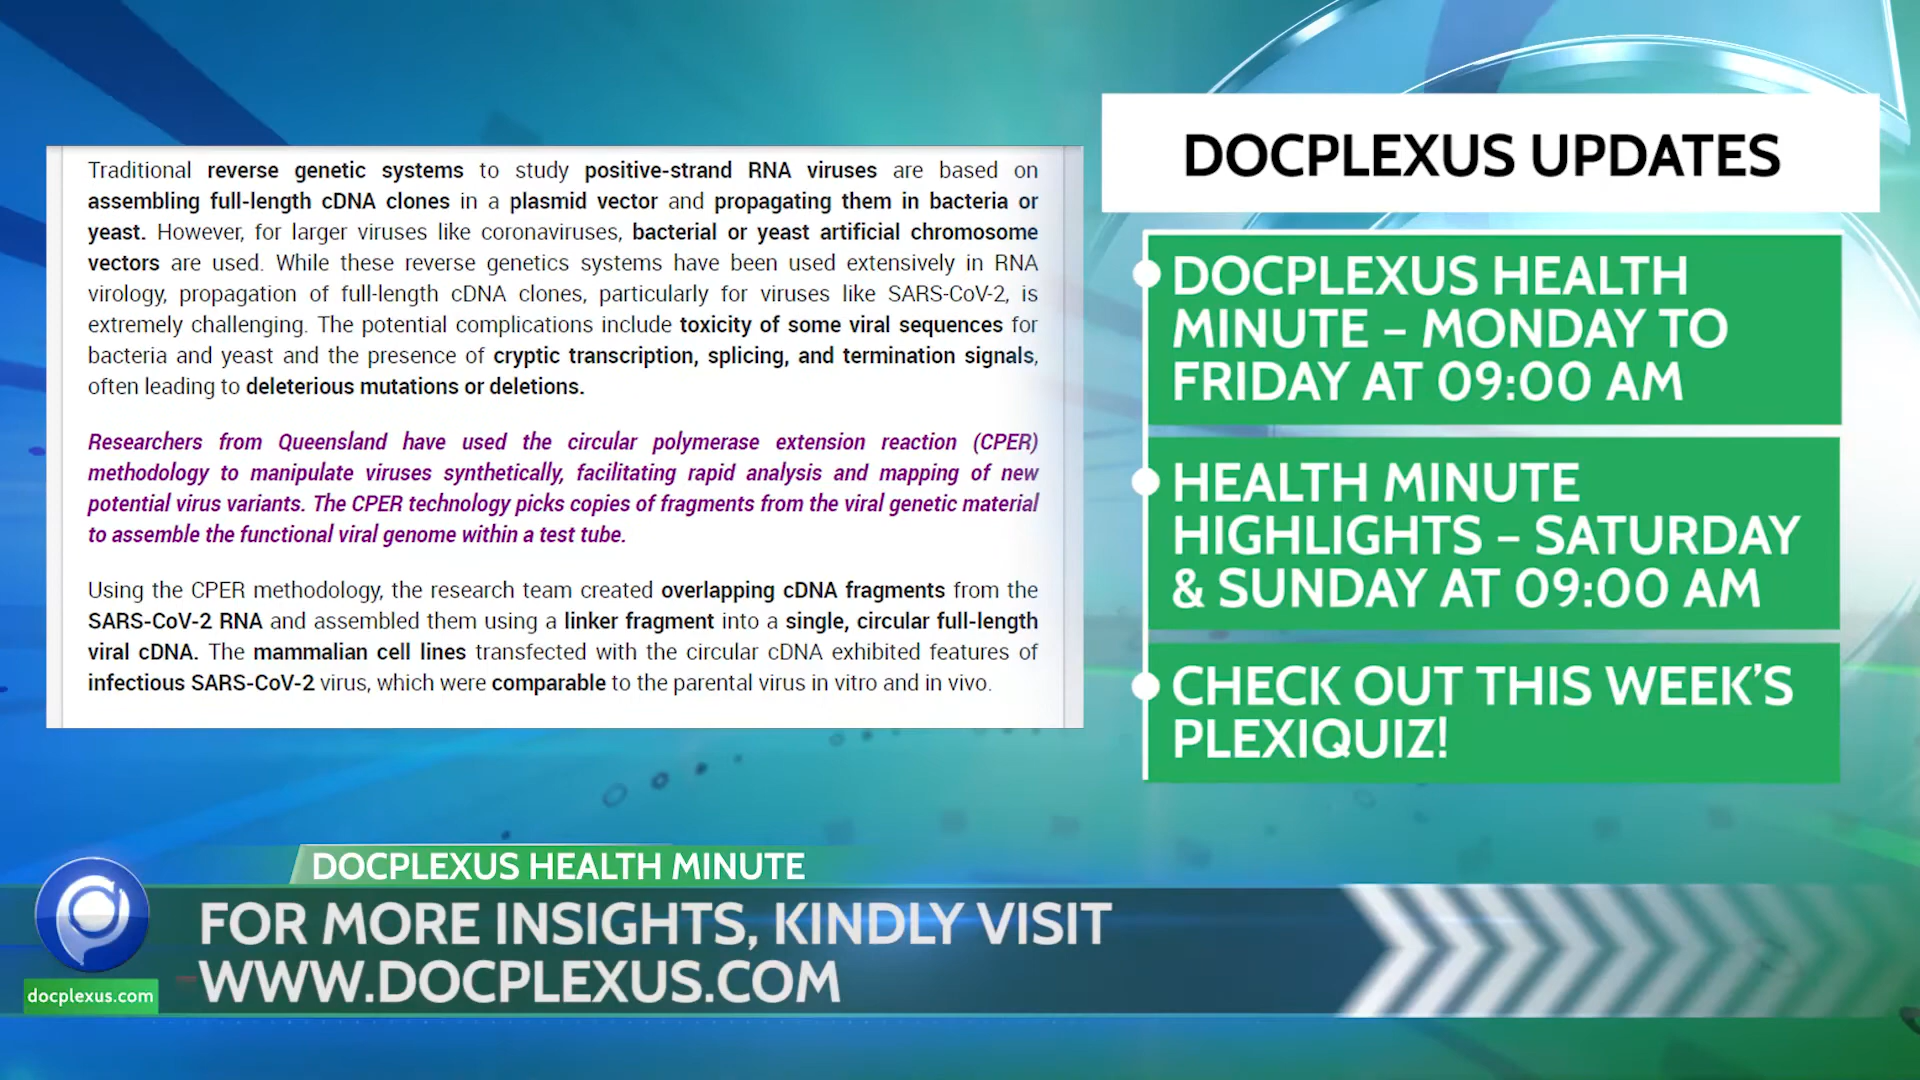 Traditional reverse genetic systems to study positive-strand RNA viruses are based on
assembling full-length cDNA clones in a plasmid vector and propagating them in bacteria or
yeast. However, for larger viruses like coronaviruses, bacterial or yeast artificial chromosome
vectors are used. While these reverse genetics systems have been used extensively in RNA
virology, propagation of full-length cDNA clones, particularly for viruses like SARS-CoV-2, is
extremely challenging. The potential complications include toxicity of some viral sequences for
bacteria and yeast and the presence of cryptic transcription, splicing, and termination signals,
often leading to deleterious mutations or deletions.
Researchers from Queensland have used the circular polymerase extension reaction (CPER)
methodology to manipulate viruses synthetically, facilitating rapid analysis and mapping of new
potential virus variants. The CPER technology picks copies of fragments from the viral genetic material
to assemble the functional viral genome within a test tube.
Using the CPER methodology, the research team created overlapping cDNA fragments from the
SARS-CoV-2 RNA and assembled them using a linker fragment into a single, circular full-length
viral cDNA. The mammalian cell lines transfected with the circular cDNA exhibited features of
infectious SARS-CoV-2 virus, which were comparable to the parental virus in vitro and in vivo.
DOCPLEXUS UPDATES
DOCPLEXUS HEALTH
MINUTE – MONDAY TO
FRIDAY AT 09:00 AM
HEALTH MINUTE
HIGHLIGHTS – SATURDAY
& SUNDAY AT 09:00 AM
CHECK OUT THIS WEEK'S
PLEXIQUIZ!
DOCPLEXUS HEALTH MINUTE
FOR MORE INSIGHTS, KINDLY VISIT
WWW.DOCPLEXUS.COM
docplexus.com